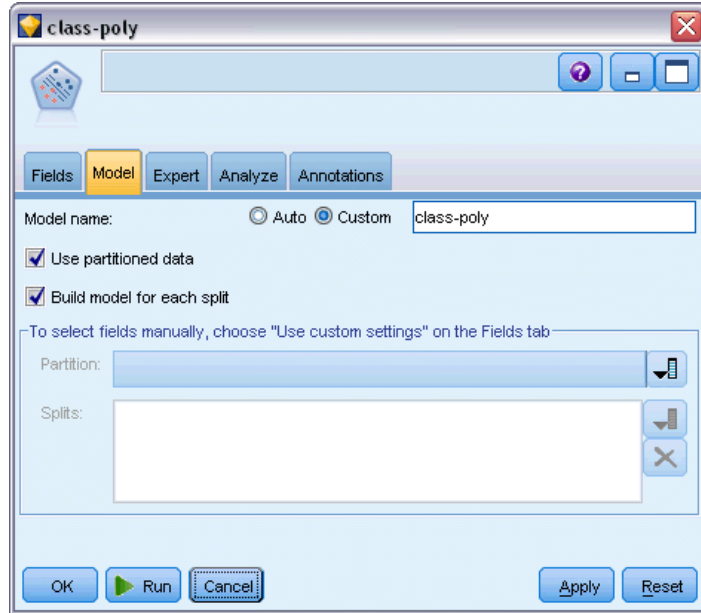 class-poly
Fields Model Expert Analyze Annotations
Model name: Auto Custom class-poly
Use partitioned data
Build model for each split
To select fields manually, choose "Use custom settings" on the Fields tab
Partition:
Splits:
OK Run Cancel Apply Reset